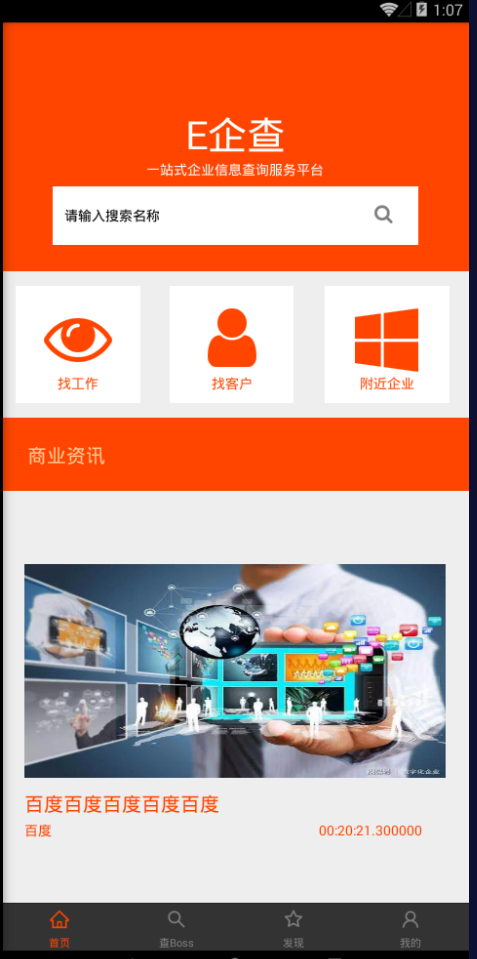 1:07
E企查
一站式企业信息查询服务平台
请输入搜索名称
找工作
找客户
附近企业
商业资讯
百度百度百度百度百度
百度
00:20:21.300000
首页
查Boss
发现
我的